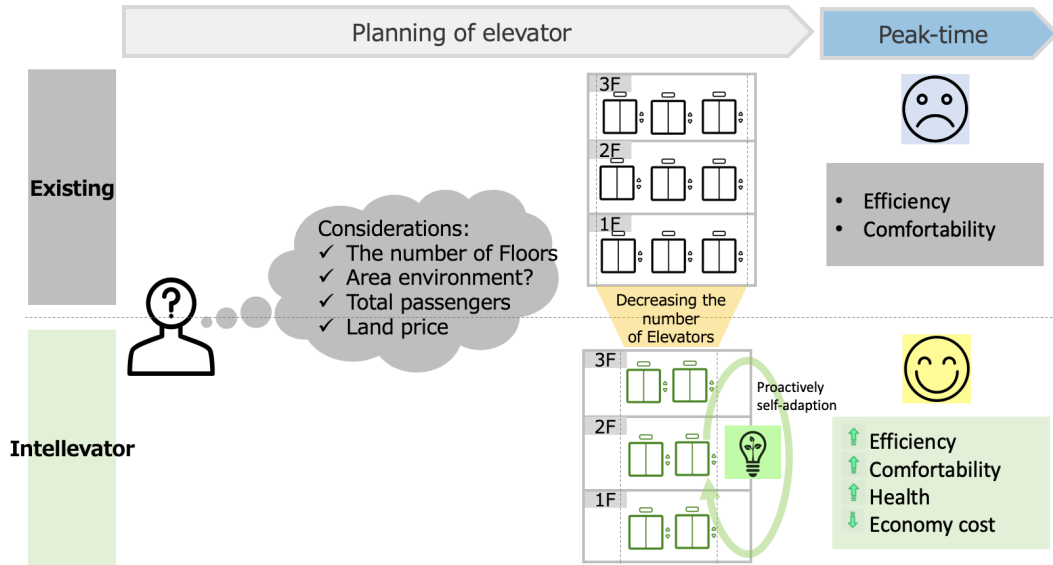 Planning of elevator
Peak-time
Existing
Considerations:
✓ The number of Floors
✓ Area environment?
✓ Total passengers
✓ Land price
?
3F
2F
1F
• Efficiency
• Comfortability
Decreasing the
number
of Elevators
Intellevator
3F
2F
1F
Proactively
self-adaption
⇧ Efficiency
⇧ Comfortability
⇧ Health
⇩ Economy cost